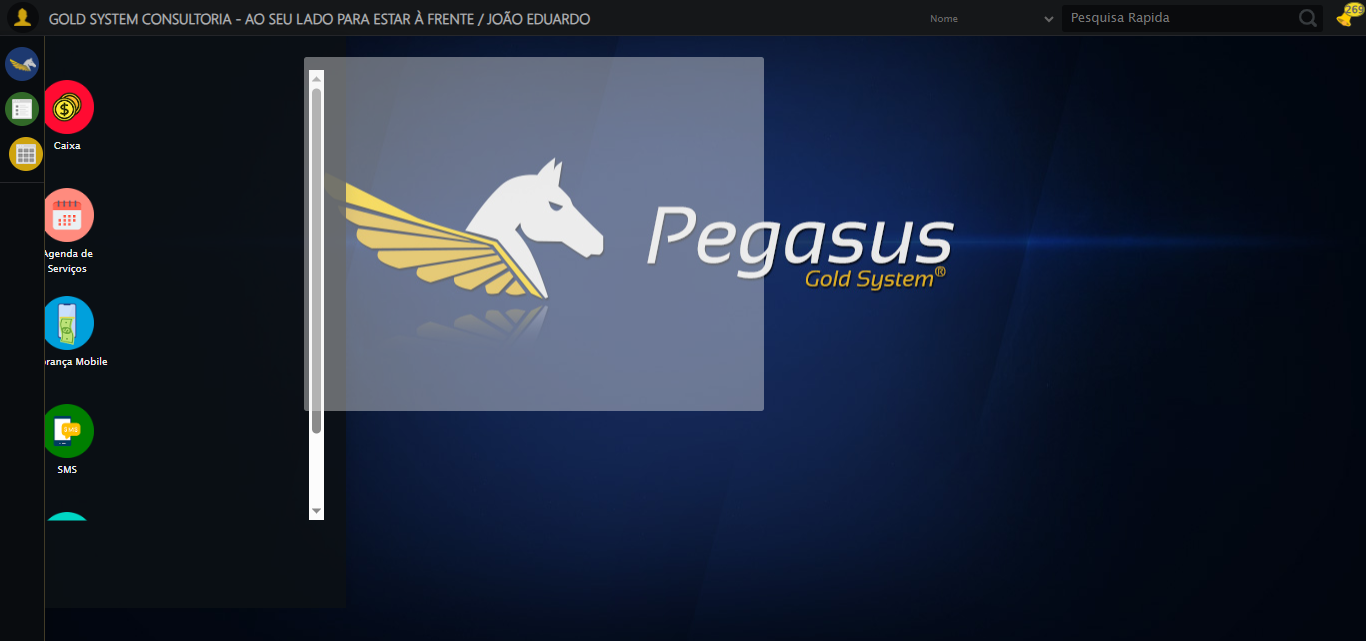 GOLD SYSTEM CONSULTORIA - AO SEU LADO PARA ESTAR À FRENTE / JOÃO EDUARDO
Nome
Pesquisa Rapida
269
Caixa
Agenda de
Serviços
brança Mobile
SMS
SMS
Pegasus
Gold System®